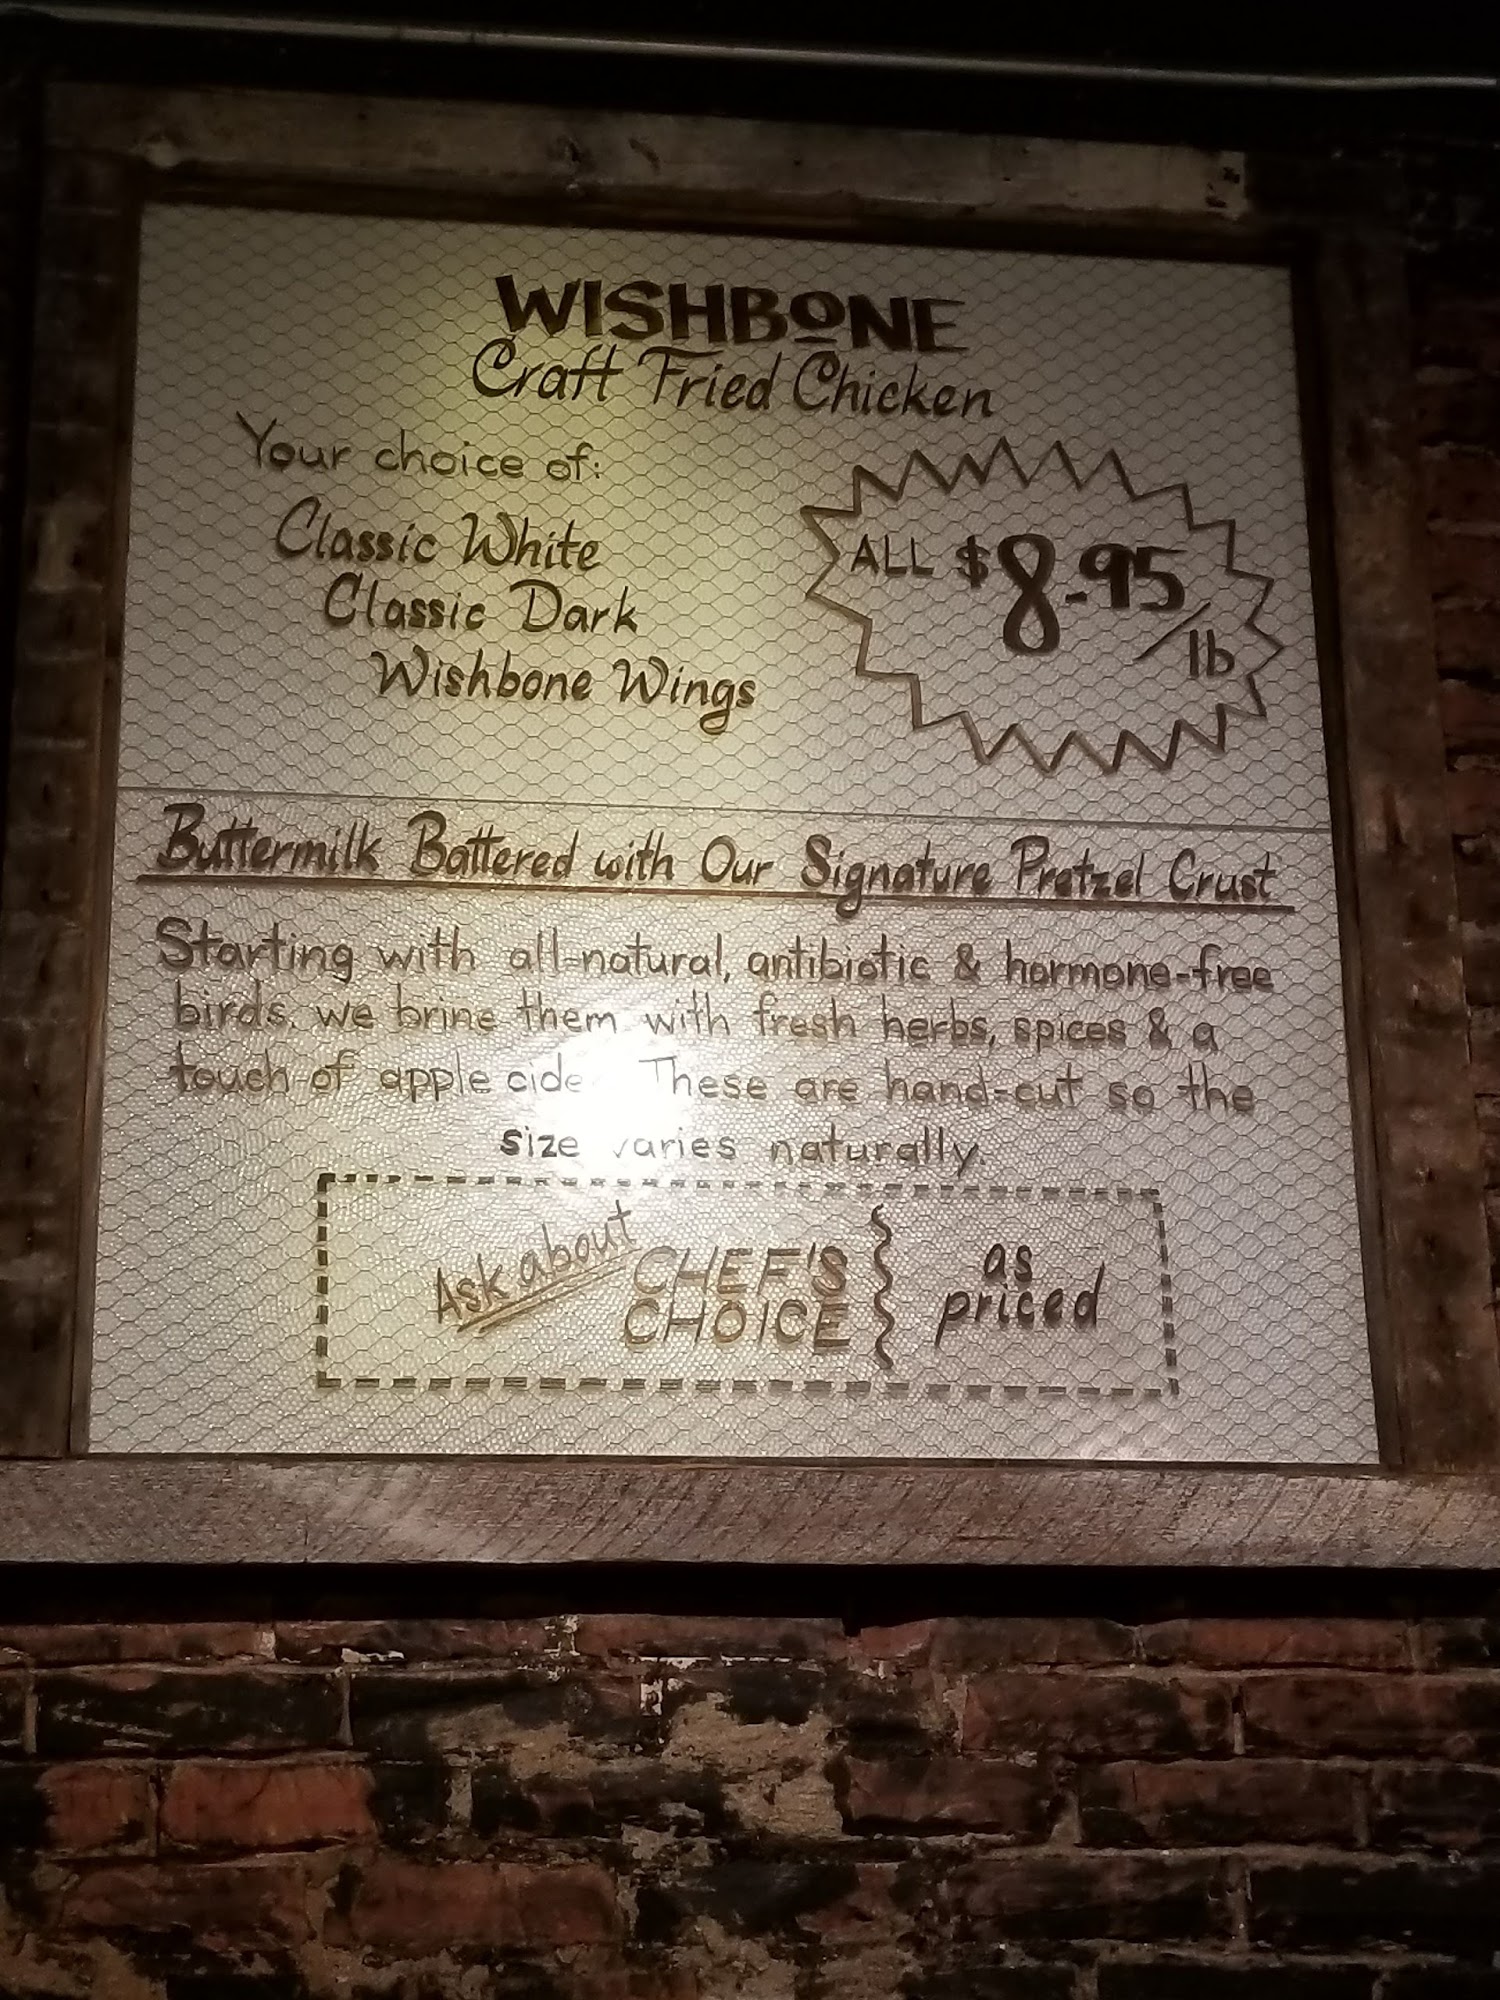 WISHBONE
Craft Fried Chicken
Your choice of:
Classic White
Classic Dark
Wishbone Wings
ALL $8.95/lb
Buttermilk Battered with Our Signature Pretzel Crust
Starting with all-natural, antibiotic & hormone-free
birds, we brine them with fresh herbs, spices & a
touch of apple cide These are hand-cut so the
size varies naturally.
Ask about
CHEF'S
CHOICE
as
priced